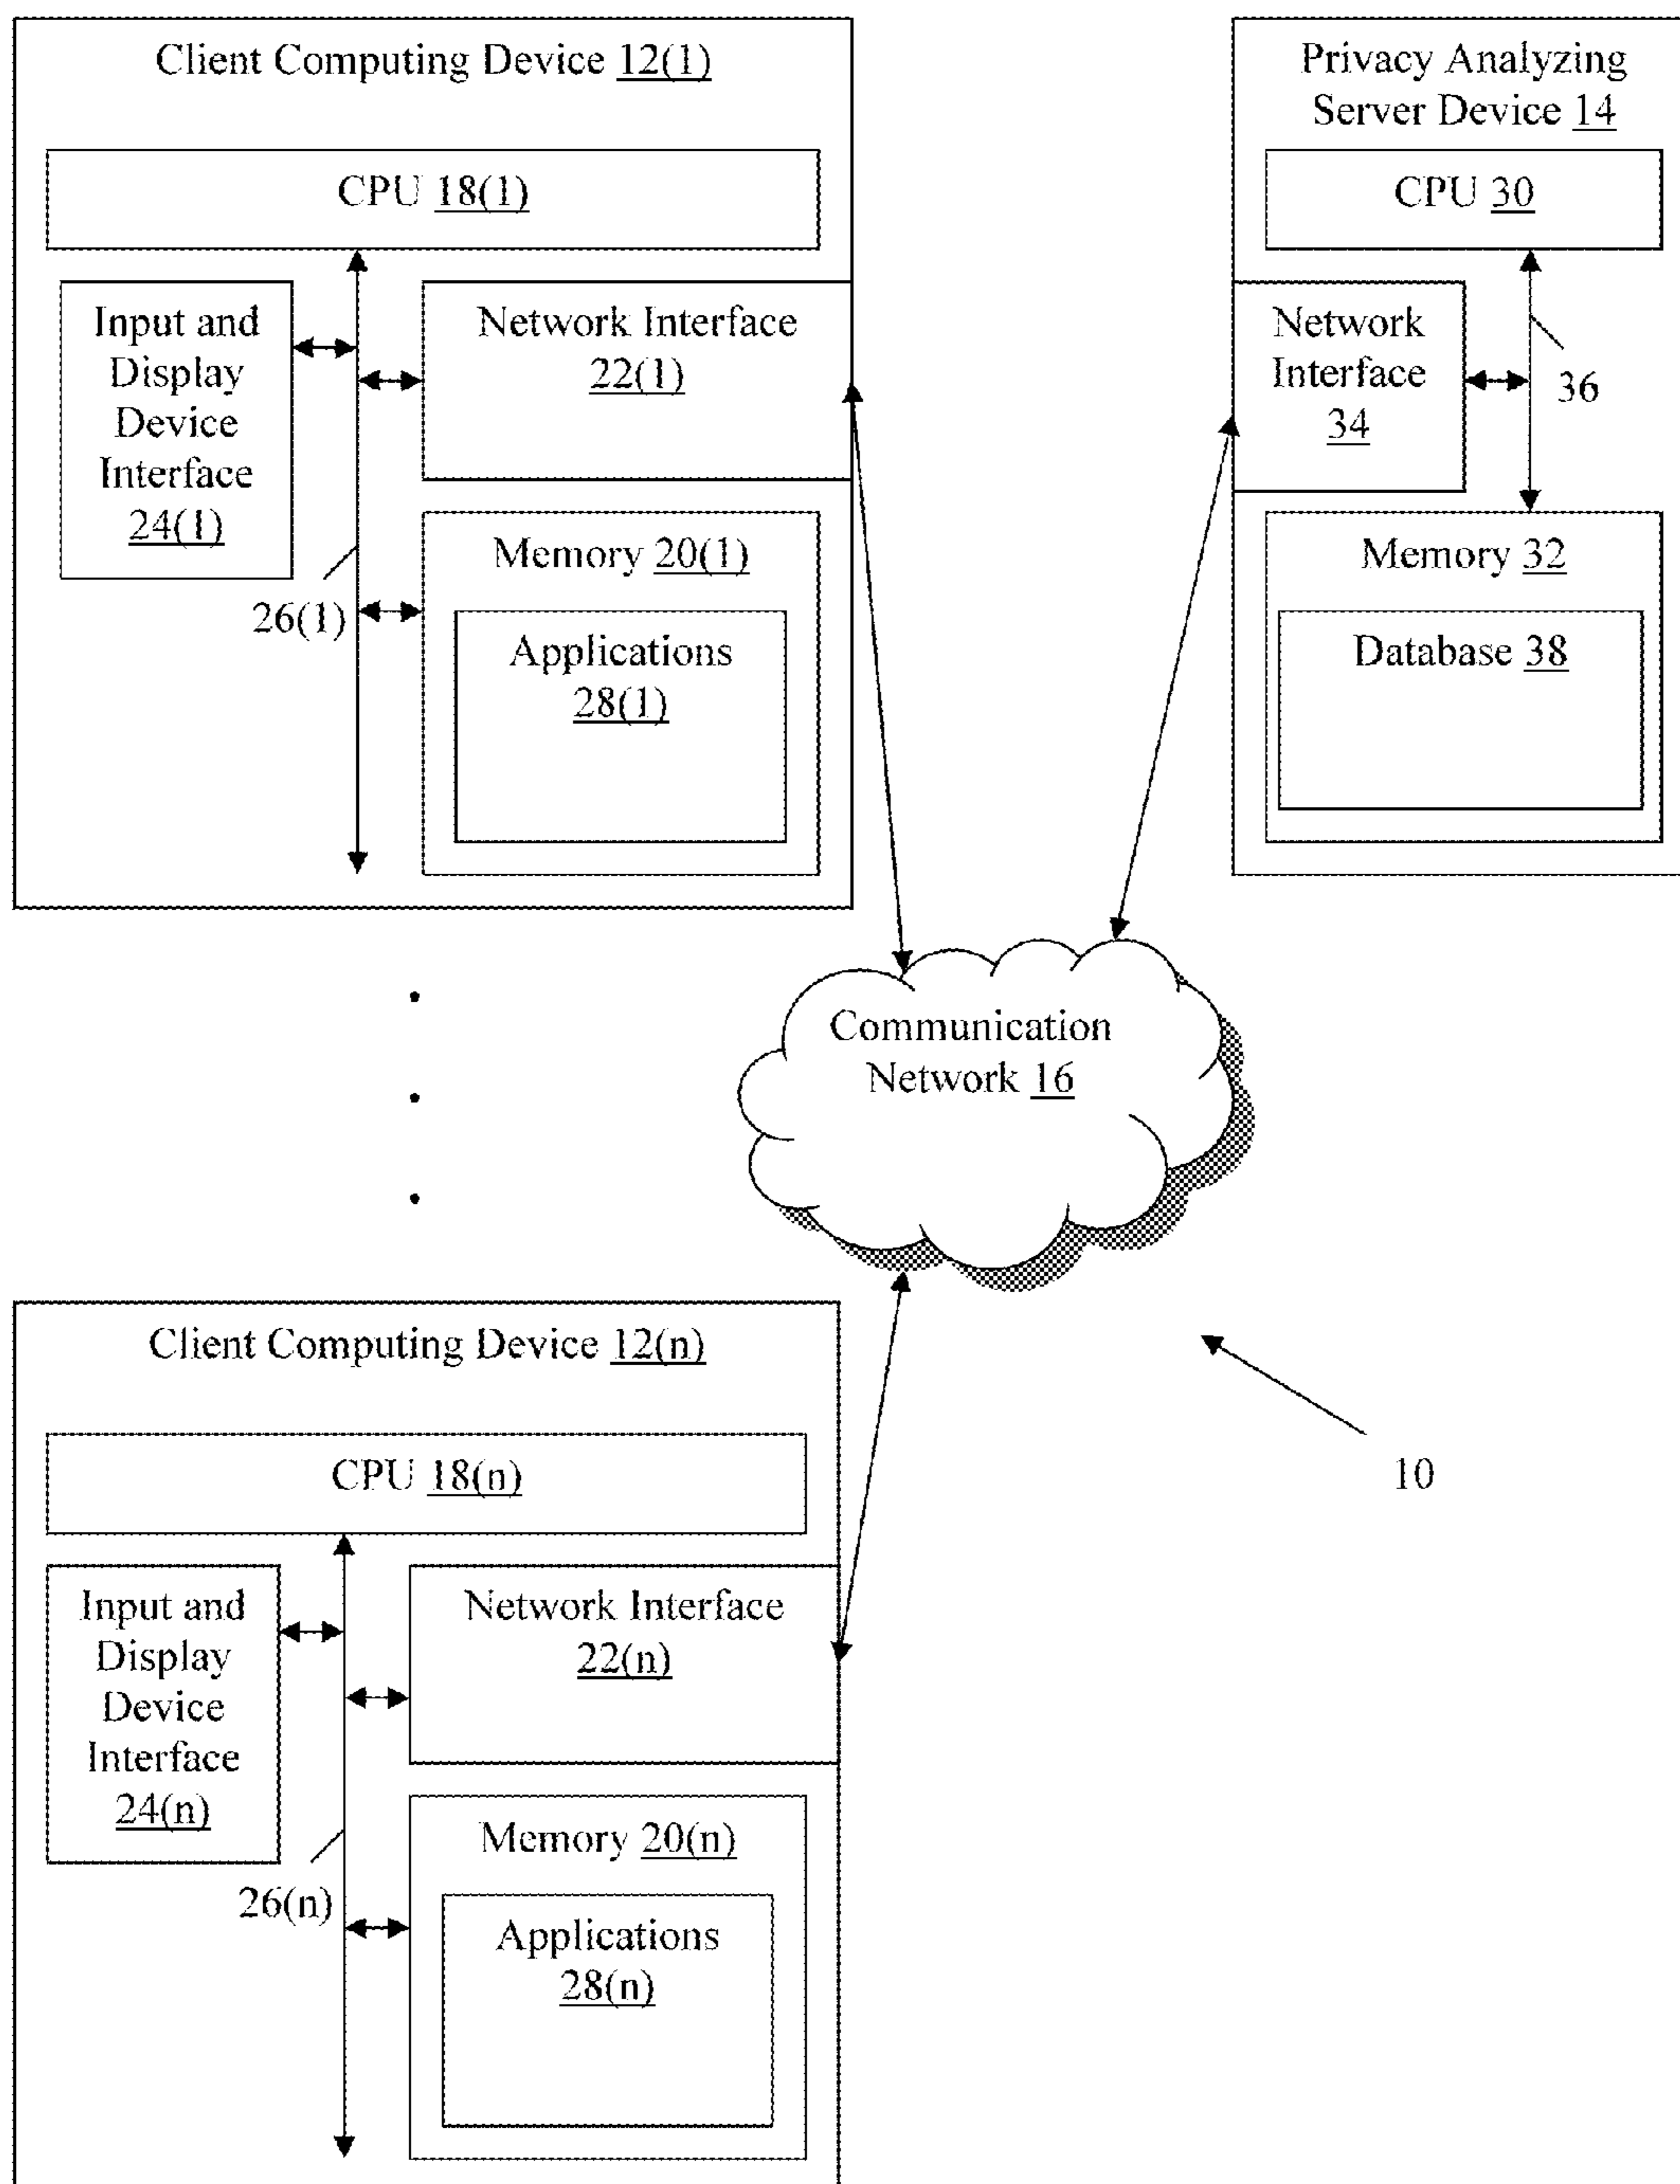 Client Computing Device 12(1)
CPU 18(1)
Input and
Display
Device
Interface
24(1)
Network Interface
22(1)
26(1)
Memory 20(1)
Applications
28(1)
Privacy Analyzing
Server Device 14
CPU 30
Network
Interface
34
36
Memory 32
Database 38
Communication
Network 16
10
Client Computing Device 12(n)
CPU 18(n)
Input and
Display
Device
Interface
24(n)
Network Interface
22(n)
26(n)
Memory 20(n)
Applications
28(n)